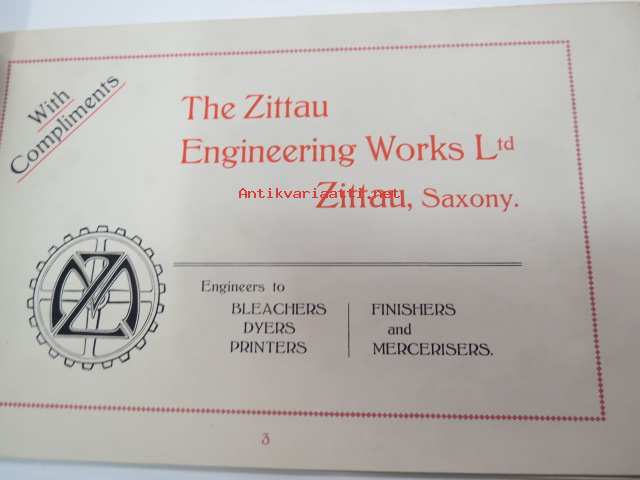 With
Compliments
The Zittau
Engineering Works Ltd
Zittau, Saxony.
Antikvariaatti.net
Engineers to
BLEACHERS
DYERS
PRINTERS
FINISHERS
and
MERCERISERS.
3